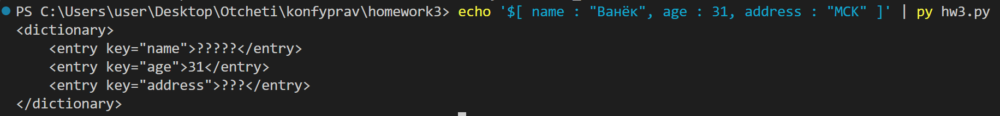 PS C:\Users\user\Desktop\Otcheti\konfyprav\homework3> echo '$[ name : "Ванёк", age : 31, address : "МСК" ]' | py hw3.py
<dictionary>
    <entry key="name">?????</entry>
    <entry key="age">31</entry>
    <entry key="address">???</entry>
</dictionary>